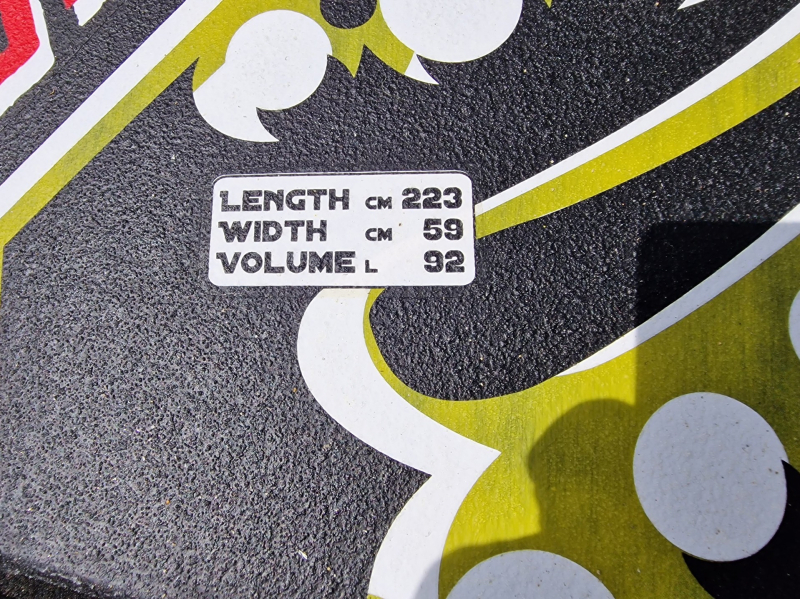 LENGTH CM 223
WIDTH CM 59
VOLUME L 92